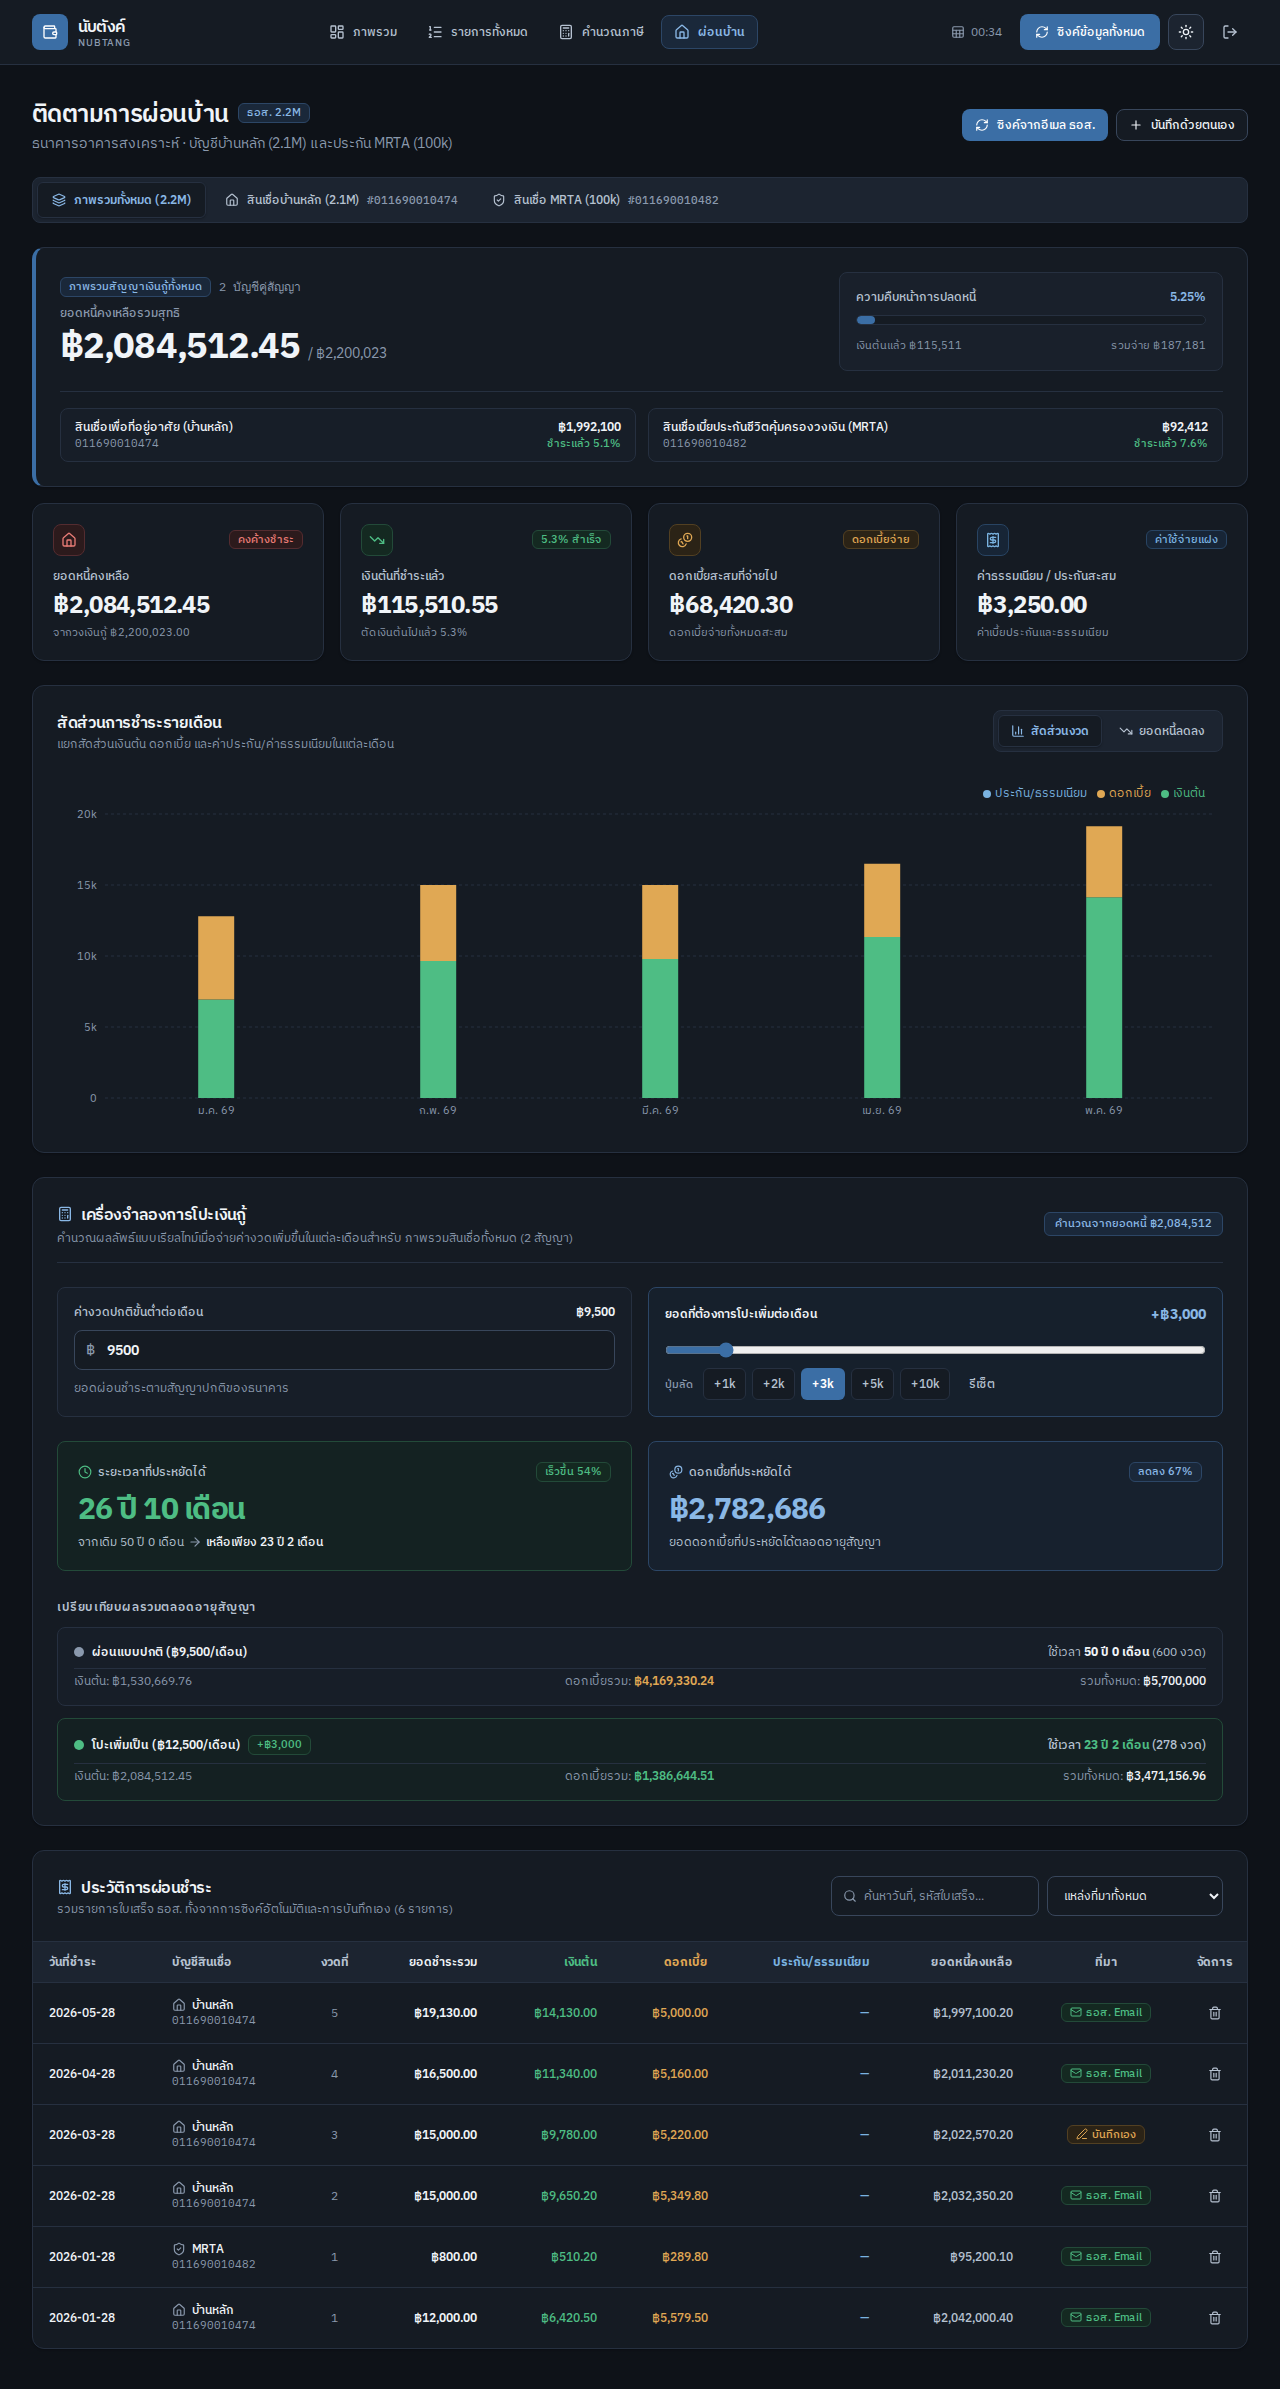 นับตังค์
NUBTANG
ภาพรวม
รายการทั้งหมด
คำนวณภาษี
ผ่อนบ้าน
00:34
ซิงค์ข้อมูลทั้งหมด
ติดตามการผ่อนบ้าน
ธอส. 2.2M
ธนาคารอาคารสงเคราะห์ · บัญชีบ้านหลัก (2.1M) และประกัน MRTA (100k)
ซิงค์จากอีเมล ธอส.
บันทึกด้วยตนเอง
ภาพรวมทั้งหมด (2.2M)
สินเชื่อบ้านหลัก (2.1M) #011690010474
สินเชื่อ MRTA (100k) #011690010482
ภาพรวมสัญญาเงินกู้ทั้งหมด
2 บัญชีคู่สัญญา
ยอดหนี้คงเหลือรวมสุทธิ
฿2,084,512.45 / ฿2,200,023
ความคืบหน้าการปลดหนี้ 5.25%
เงินต้นแล้ว ฿115,511 รวมจ่าย ฿187,181
สินเชื่อเพื่อที่อยู่อาศัย (บ้านหลัก) ฿1,992,100
011690010474 ชำระแล้ว 5.1%
สินเชื่อเบี้ยประกันชีวิตคุ้มครองวงเงิน (MRTA) ฿92,412
011690010482 ชำระแล้ว 7.6%
คงค้างชำระ
ยอดหนี้คงเหลือ
฿2,084,512.45
จากวงเงินกู้ ฿2,200,023.00
5.3% สำเร็จ
เงินต้นที่ชำระแล้ว
฿115,510.55
ตัดเงินต้นไปแล้ว 5.3%
ดอกเบี้ยจ่าย
ดอกเบี้ยสะสมที่จ่ายไป
฿68,420.30
ดอกเบี้ยจ่ายทั้งหมดสะสม
ค่าใช้จ่ายแฝง
ค่าธรรมเนียม / ประกันสะสม
฿3,250.00
ค่าเบี้ยประกันและธรรมเนียม
สัดส่วนการชำระรายเดือน
แยกสัดส่วนเงินต้น ดอกเบี้ย และค่าประกัน/ค่าธรรมเนียมในแต่ละเดือน
สัดส่วนงวด
ยอดหนี้ลดลง
ประกัน/ธรรมเนียม ดอกเบี้ย เงินต้น
20k
15k
10k
5k
0
ม.ค. 69 ก.พ. 69 มี.ค. 69 เม.ย. 69 พ.ค. 69
เครื่องจำลองการโปะเงินกู้
คำนวณผลลัพธ์แบบเรียลไทม์เมื่อจ่ายค่างวดเพิ่มขึ้นในแต่ละเดือนสำหรับ ภาพรวมสินเชื่อทั้งหมด (2 สัญญา)
คำนวณจากยอดหนี้ ฿2,084,512
ค่างวดปกติขั้นต่ำต่อเดือน ฿9,500
฿ 9500
ยอดผ่อนชำระตามสัญญาปกติของธนาคาร
ยอดที่ต้องการโปะเพิ่มต่อเดือน +฿3,000
ปุ่มลัด +1k +2k +3k +5k +10k รีเซ็ต
ระยะเวลาที่ประหยัดได้ เร็วขึ้น 54%
26 ปี 10 เดือน
จากเดิม 50 ปี 0 เดือน → เหลือเพียง 23 ปี 2 เดือน
ดอกเบี้ยที่ประหยัดได้ ลดลง 67%
฿2,782,686
ยอดดอกเบี้ยที่ประหยัดได้ตลอดอายุสัญญา
เปรียบเทียบผลรวมตลอดอายุสัญญา
ผ่อนแบบปกติ (฿9,500/เดือน) ใช้เวลา 50 ปี 0 เดือน (600 งวด)
เงินต้น: ฿1,530,669.76 ดอกเบี้ยรวม: ฿4,169,330.24 รวมทั้งหมด: ฿5,700,000
โปะเพิ่มเป็น (฿12,500/เดือน) +฿3,000 ใช้เวลา 23 ปี 2 เดือน (278 งวด)
เงินต้น: ฿2,084,512.45 ดอกเบี้ยรวม: ฿1,386,644.51 รวมทั้งหมด: ฿3,471,156.96
ประวัติการผ่อนชำระ
รวมรายการใบเสร็จ ธอส. ทั้งจากการซิงค์อัตโนมัติและการบันทึกเอง (6 รายการ)
ค้นหาวันที่, รหัสใบเสร็จ...
แหล่งที่มาทั้งหมด
วันที่ชำระ บัญชีสินเชื่อ งวดที่ ยอดชำระรวม เงินต้น ดอกเบี้ย ประกัน/ธรรมเนียม ยอดหนี้คงเหลือ ที่มา จัดการ
2026-05-28 บ้านหลัก 011690010474 5 ฿19,130.00 ฿14,130.00 ฿5,000.00 — ฿1,997,100.20 ธอส. Email
2026-04-28 บ้านหลัก 011690010474 4 ฿16,500.00 ฿11,340.00 ฿5,160.00 — ฿2,011,230.20 ธอส. Email
2026-03-28 บ้านหลัก 011690010474 3 ฿15,000.00 ฿9,780.00 ฿5,220.00 — ฿2,022,570.20 บันทึกเอง
2026-02-28 บ้านหลัก 011690010474 2 ฿15,000.00 ฿9,650.20 ฿5,349.80 — ฿2,032,350.20 ธอส. Email
2026-01-28 MRTA 011690010482 1 ฿800.00 ฿510.20 ฿289.80 — ฿95,200.10 ธอส. Email
2026-01-28 บ้านหลัก 011690010474 1 ฿12,000.00 ฿6,420.50 ฿5,579.50 — ฿2,042,000.40 ธอส. Email